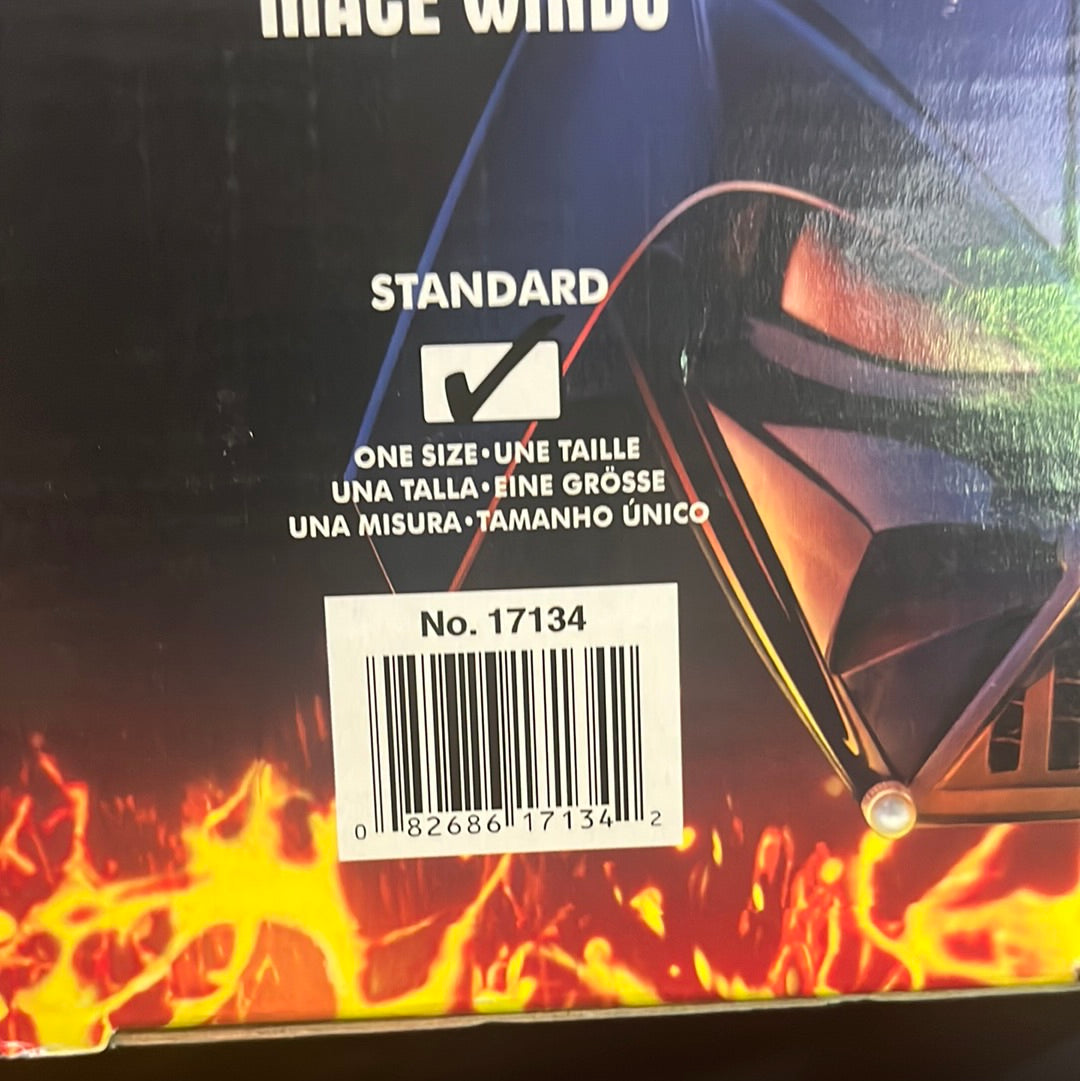 MACE WINDU
STANDARD
ONE SIZE•UNE TAILLE
UNA TALLA•EINE GRÖSSE
UNA MISURA•TAMANHO ÚNICO
No. 17134
0 82686 17134 2